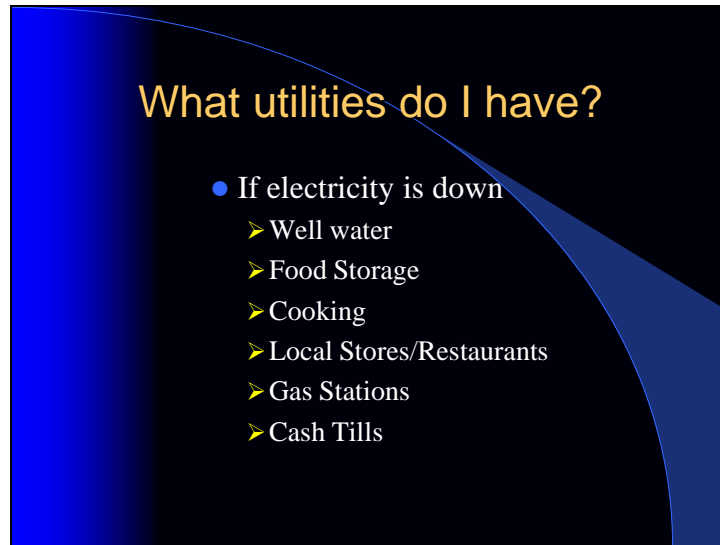 What utilities do I have?
If electricity is down
Well water
Food Storage
Cooking
Local Stores/Restaurants
Gas Stations
Cash Tills